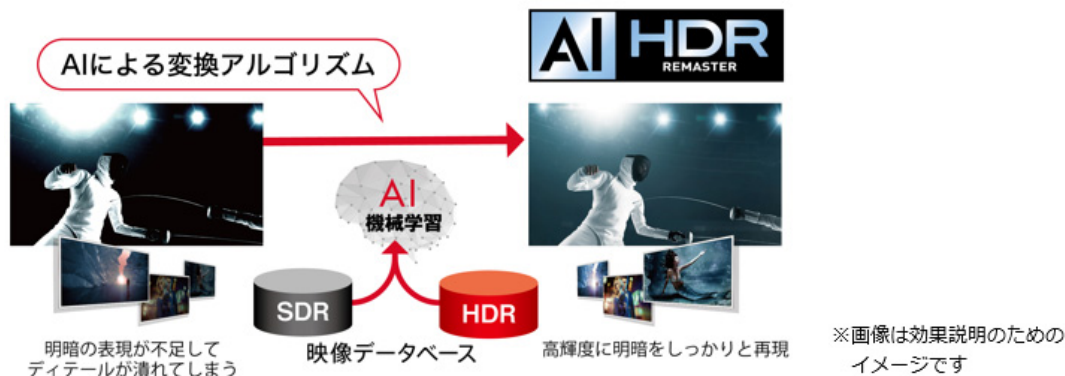 AIによる変換アルゴリズム
AI HDR
REMASTER
AI
機械学習
SDR
HDR
映像データベース
明暗の表現が不足して
ディテールが潰れてしまう
高輝度に明暗をしっかりと再現
※画像は効果説明のための
イメージです